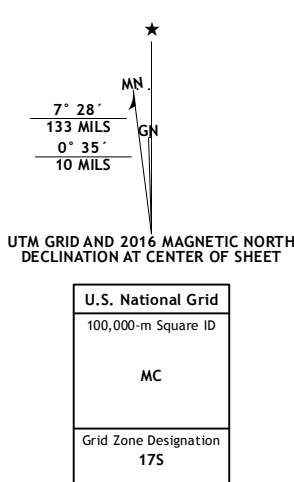 MN
7° 28´
133 MILS
GN
0° 35´
10 MILS
UTM GRID AND 2016 MAGNETIC NORTH
DECLINATION AT CENTER OF SHEET
U.S. National Grid
100,000-m Square ID
MC
Grid Zone Designation
17S